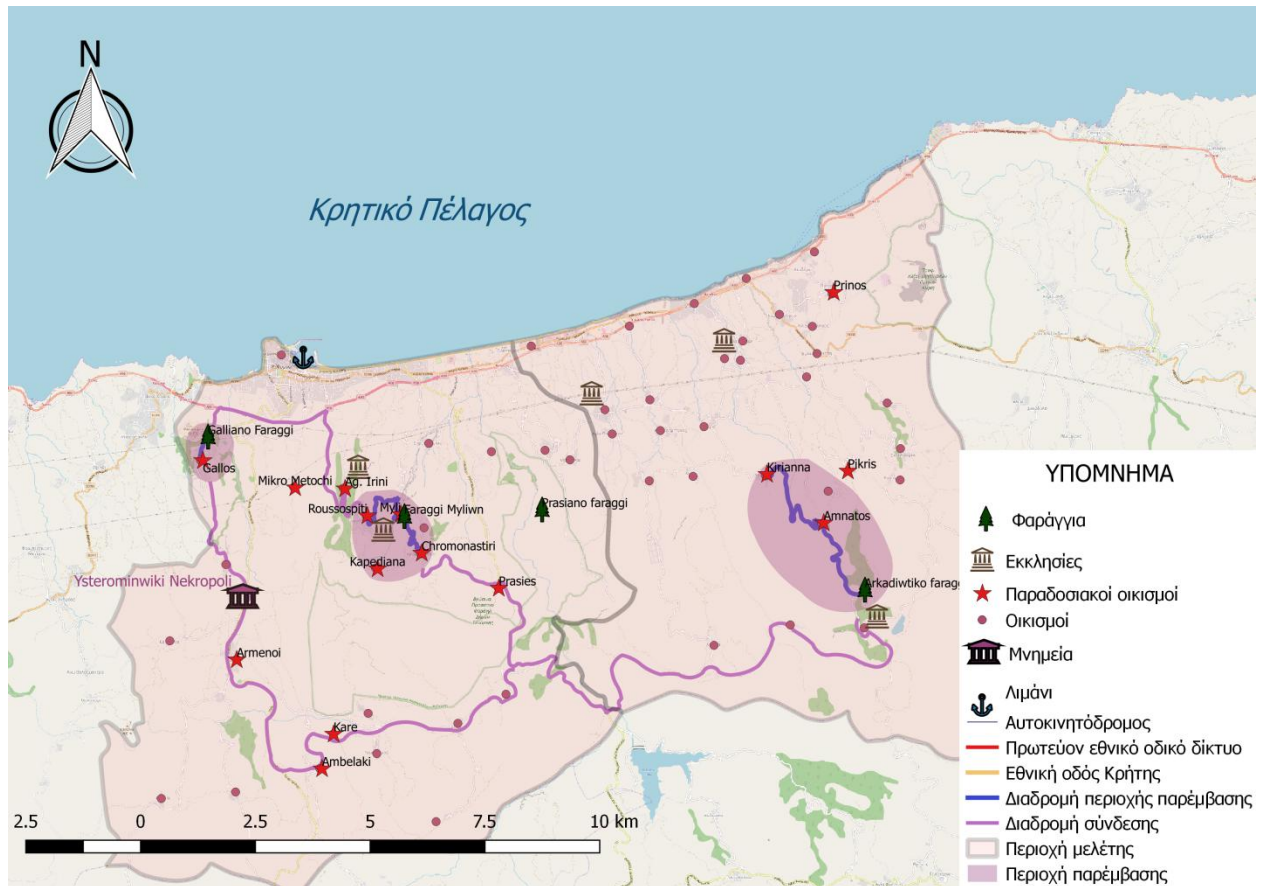 N
Κρητικό Πέλαγος
Prinos
Galliano Faraggi
Gallos
Mikro Metochi
Ag. Irini
Kirianna
Pikris
Roussospiti
Myli
Faraggi Myliwn
Prasiano faraggi
Amnatos
Chromonastiri
Kapediana
Ysterominwiki Nekropoli
Prasies
Arkadiwtiko faragg
Armenoi
Kare
Ambelaki
2.5 0 2.5 5 7.5 10 km
ΥΠΟΜΝΗΜΑ
Φαράγγια
Εκκλησίες
Παραδοσιακοί οικισμοί
Οικισμοί
Μνημεία
Λιμάνι
Αυτοκινητόδρομος
Πρωτεύον εθνικό οδικό δίκτυο
Εθνική οδός Κρήτης
Διαδρομή περιοχής παρέμβασης
Διαδρομή σύνδεσης
Περιοχή μελέτης
Περιοχή παρέμβασης